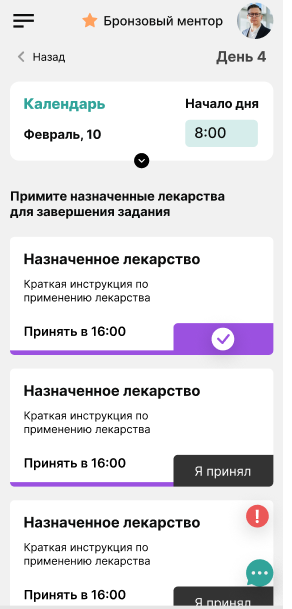 Бронзовый ментор
Назад
День 4
Календарь
Начало дня
Февраль, 10
8:00
Примите назначенные лекарства
для завершения задания
Назначенное лекарство
Краткая инструкция по
применению лекарства
Принять в 16:00
Назначенное лекарство
Краткая инструкция по
применению лекарства
Принять в 16:00
Я принял
Назначенное лекарство
Краткая инструкция по
применению лекарства
Принять в 16:00
Я принял